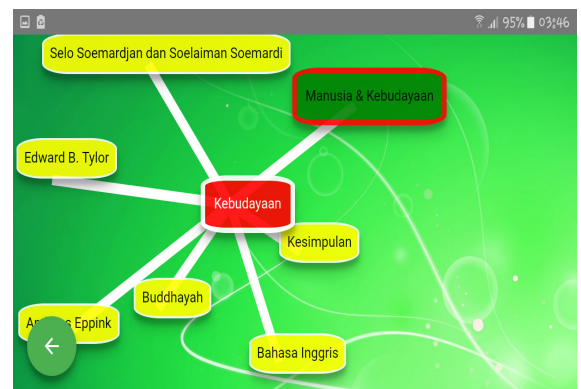 95% 03:46
Selo Soemardjan dan Soelaiman Soemardi
Manusia & Kebudayaan
Edward B. Tylor
Kebudayaan
Kesimpulan
Buddhayah
Eppink
Bahasa Inggris